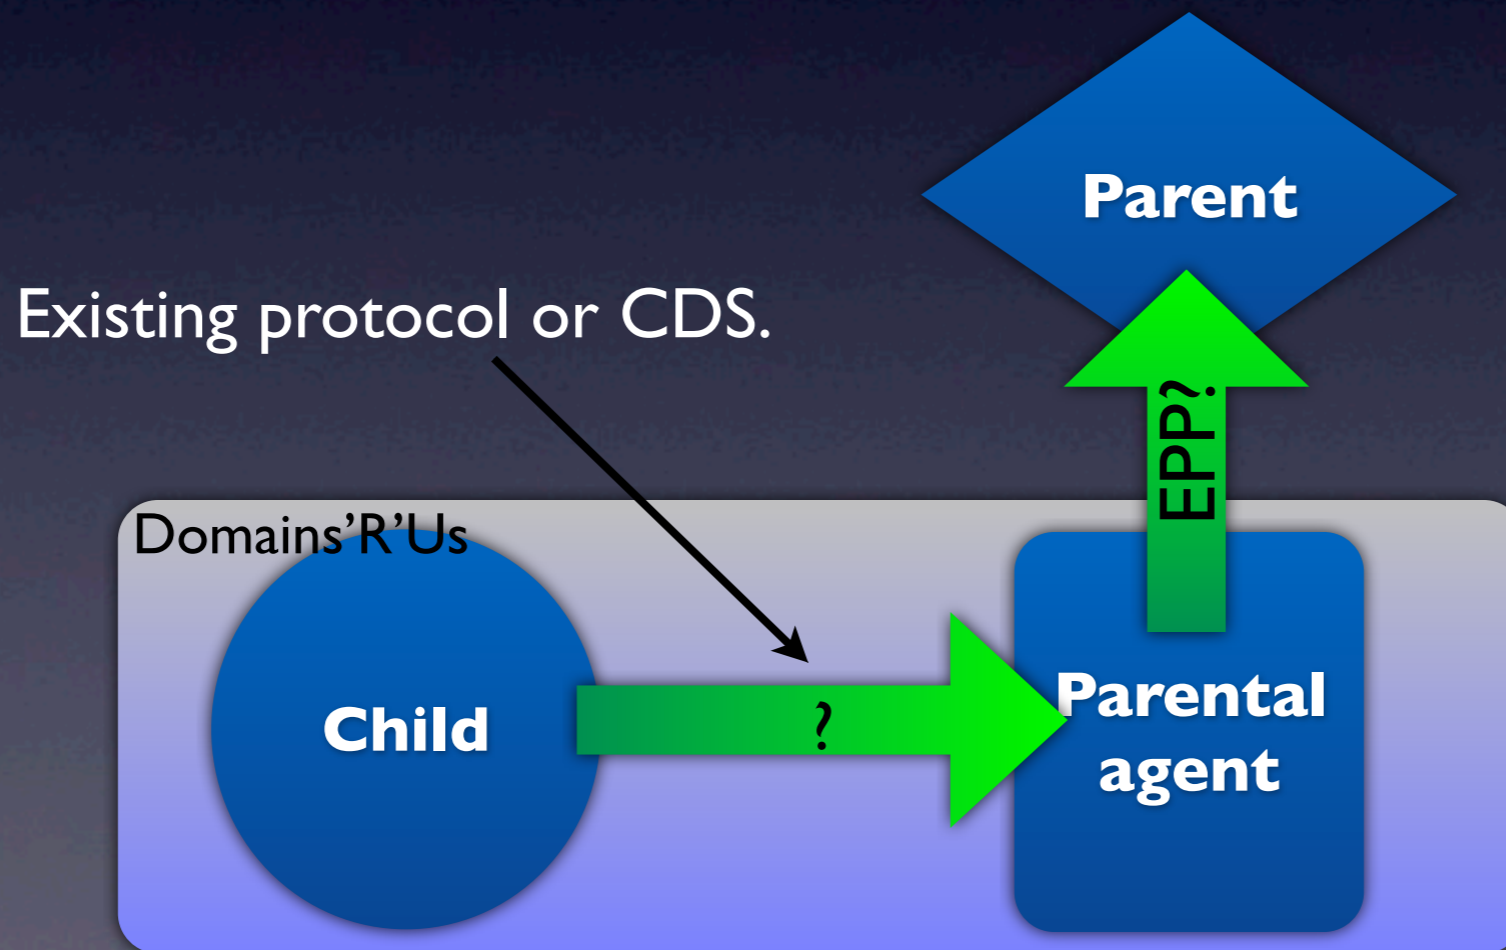 Parent
Existing protocol or CDS.
EPP?
Domains’R’Us
Child
?
Parental
agent